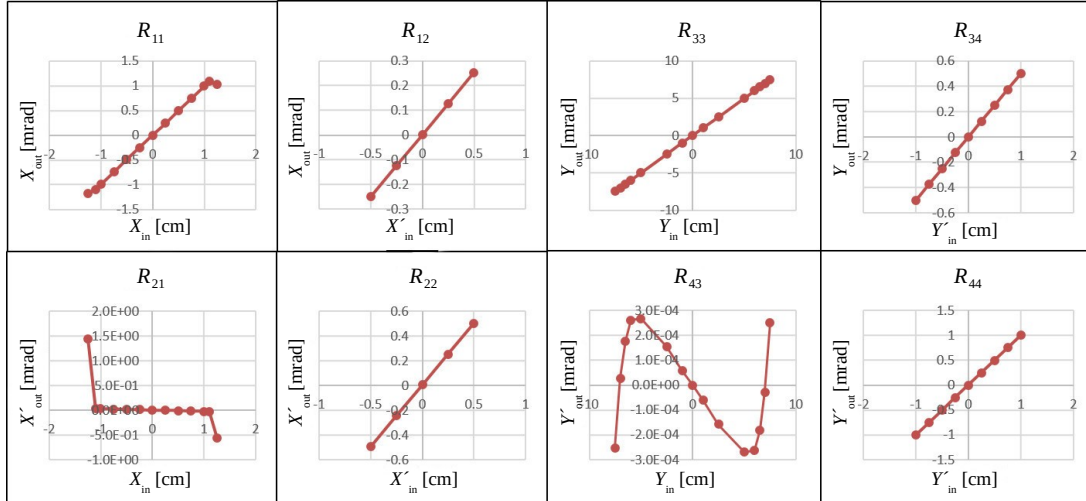 R11
1.5
1
0.5
0
-0.5
-1
-1.5
-2
-1
0
1
2
Xout [mrad]
Xin [cm]
R12
0.3
0.2
0.1
0
-0.1
-0.2
-0.3
-1
-0.5
0
0.5
1
Xout [mrad]
X´in [cm]
R33
10
5
0
-5
-10
10
0
10
Yout [mrad]
Yin [cm]
R34
0.6
0.4
0.2
0
-0.2
-0.4
-0.6
-2
-1
0
1
2
Yout [mrad]
Y´in [cm]
R21
2.0E+00
1.5E+00
1.0E+00
5.0E-01
0.0E+00
-5.0E-01
-1.0E+00
-2
-1
0
1
2
X´out [mrad]
Xin [cm]
R22
0.6
0.4
0.2
0
-0.2
-0.4
-0.6
-1
-0.5
0
0.5
1
X´out [mrad]
X´in [cm]
R43
3.0E-04
2.0E-04
1.0E-04
0.0E+00
-1.0E-04
-2.0E-04
-3.0E-04
10
0
10
Y´out [mrad]
Yin [cm]
R44
1.5
1
0.5
0
-0.5
-1
-1.5
-2
-1
0
1
2
Y´out [mrad]
Y´in [cm]